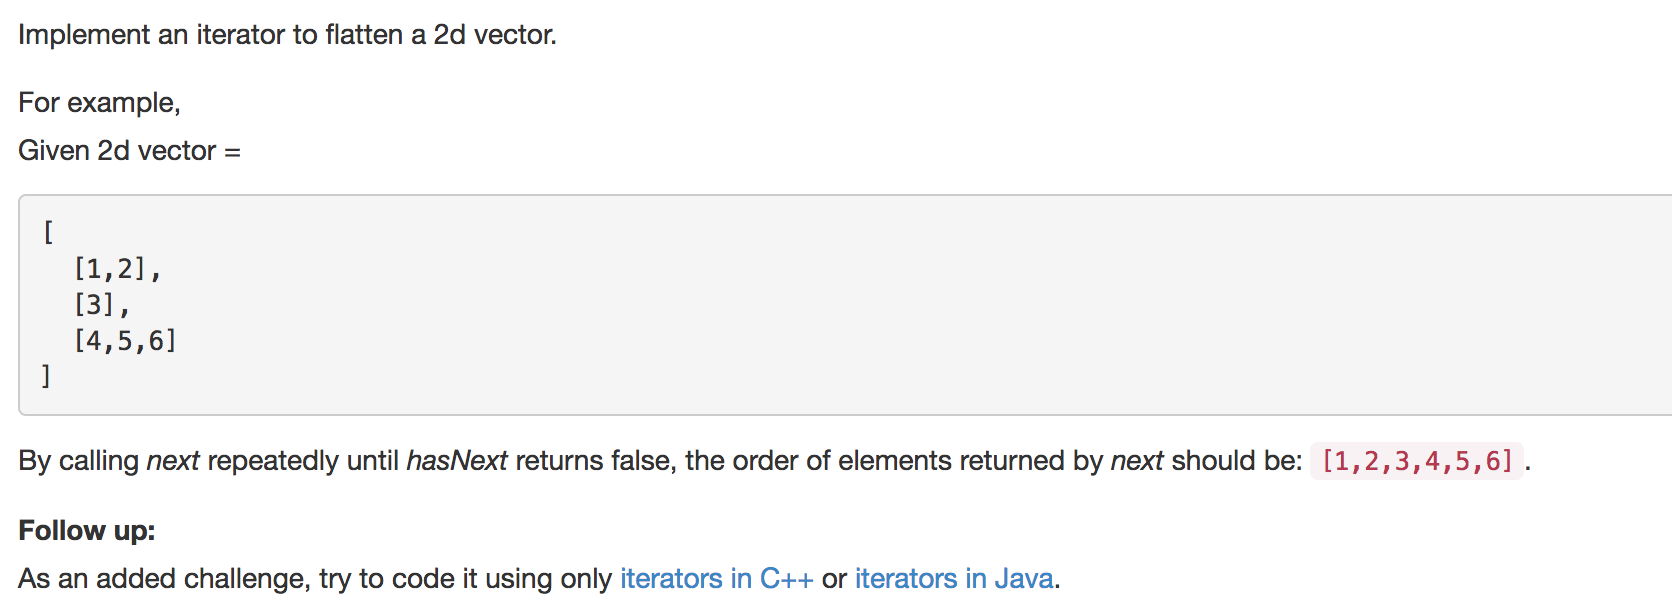 Implement an iterator to flatten a 2d vector.
For example,
Given 2d vector =
[
  [1,2],
  [3],
  [4,5,6]
]
By calling next repeatedly until hasNext returns false, the order of elements returned by next should be: [1,2,3,4,5,6].
Follow up:
As an added challenge, try to code it using only iterators in C++ or iterators in Java.